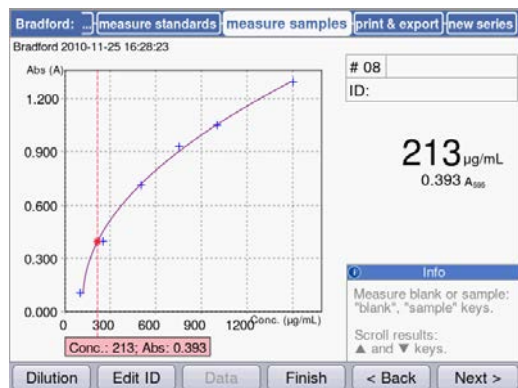 Bradford: ... measure standards measure samples print & export new series
Bradford 2010-11-25 16:28:23
Abs (A)
1.200
0.900
0.600
0.300
0.000
0 300 600 900 1200 Conc. (µg/mL)
Conc.: 213; Abs: 0.393
# 08
ID:
213 µg/mL
0.393 A595
Info
Measure blank or sample:
"blank", "sample" keys.
Scroll results:
▲ and ▼ keys.
Dilution Edit ID Data Finish < Back Next >